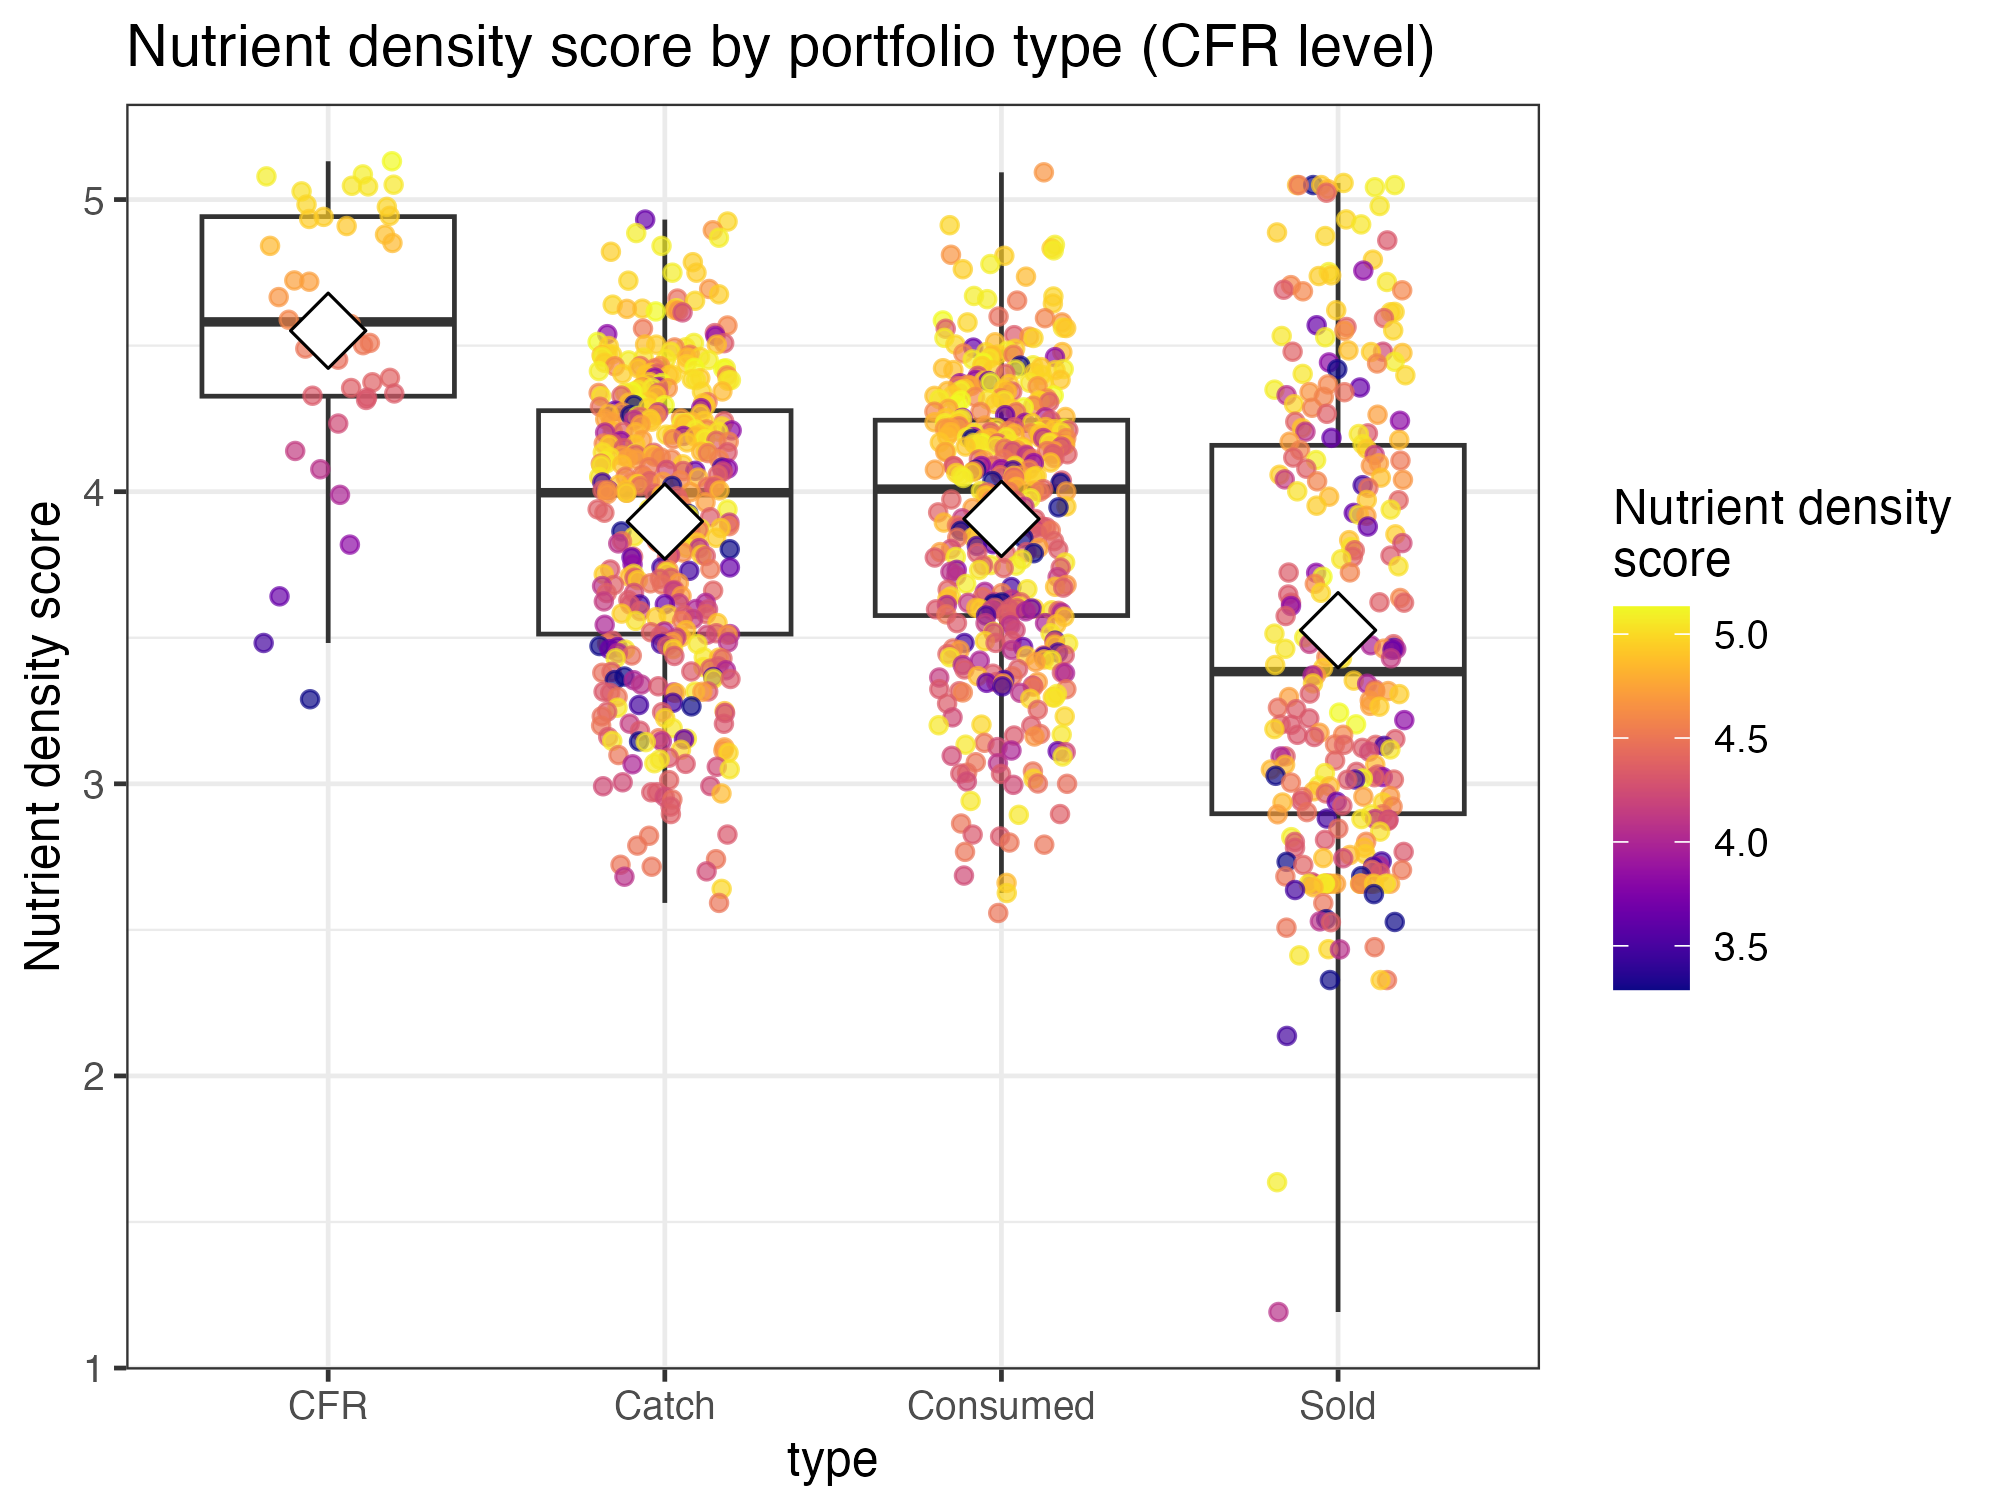 Nutrient density score by portfolio type (CFR level)
Nutrient density score
5
4
3
2
1
CFR
Catch
Consumed
Sold
type
Nutrient density
score
5.0
4.5
4.0
3.5